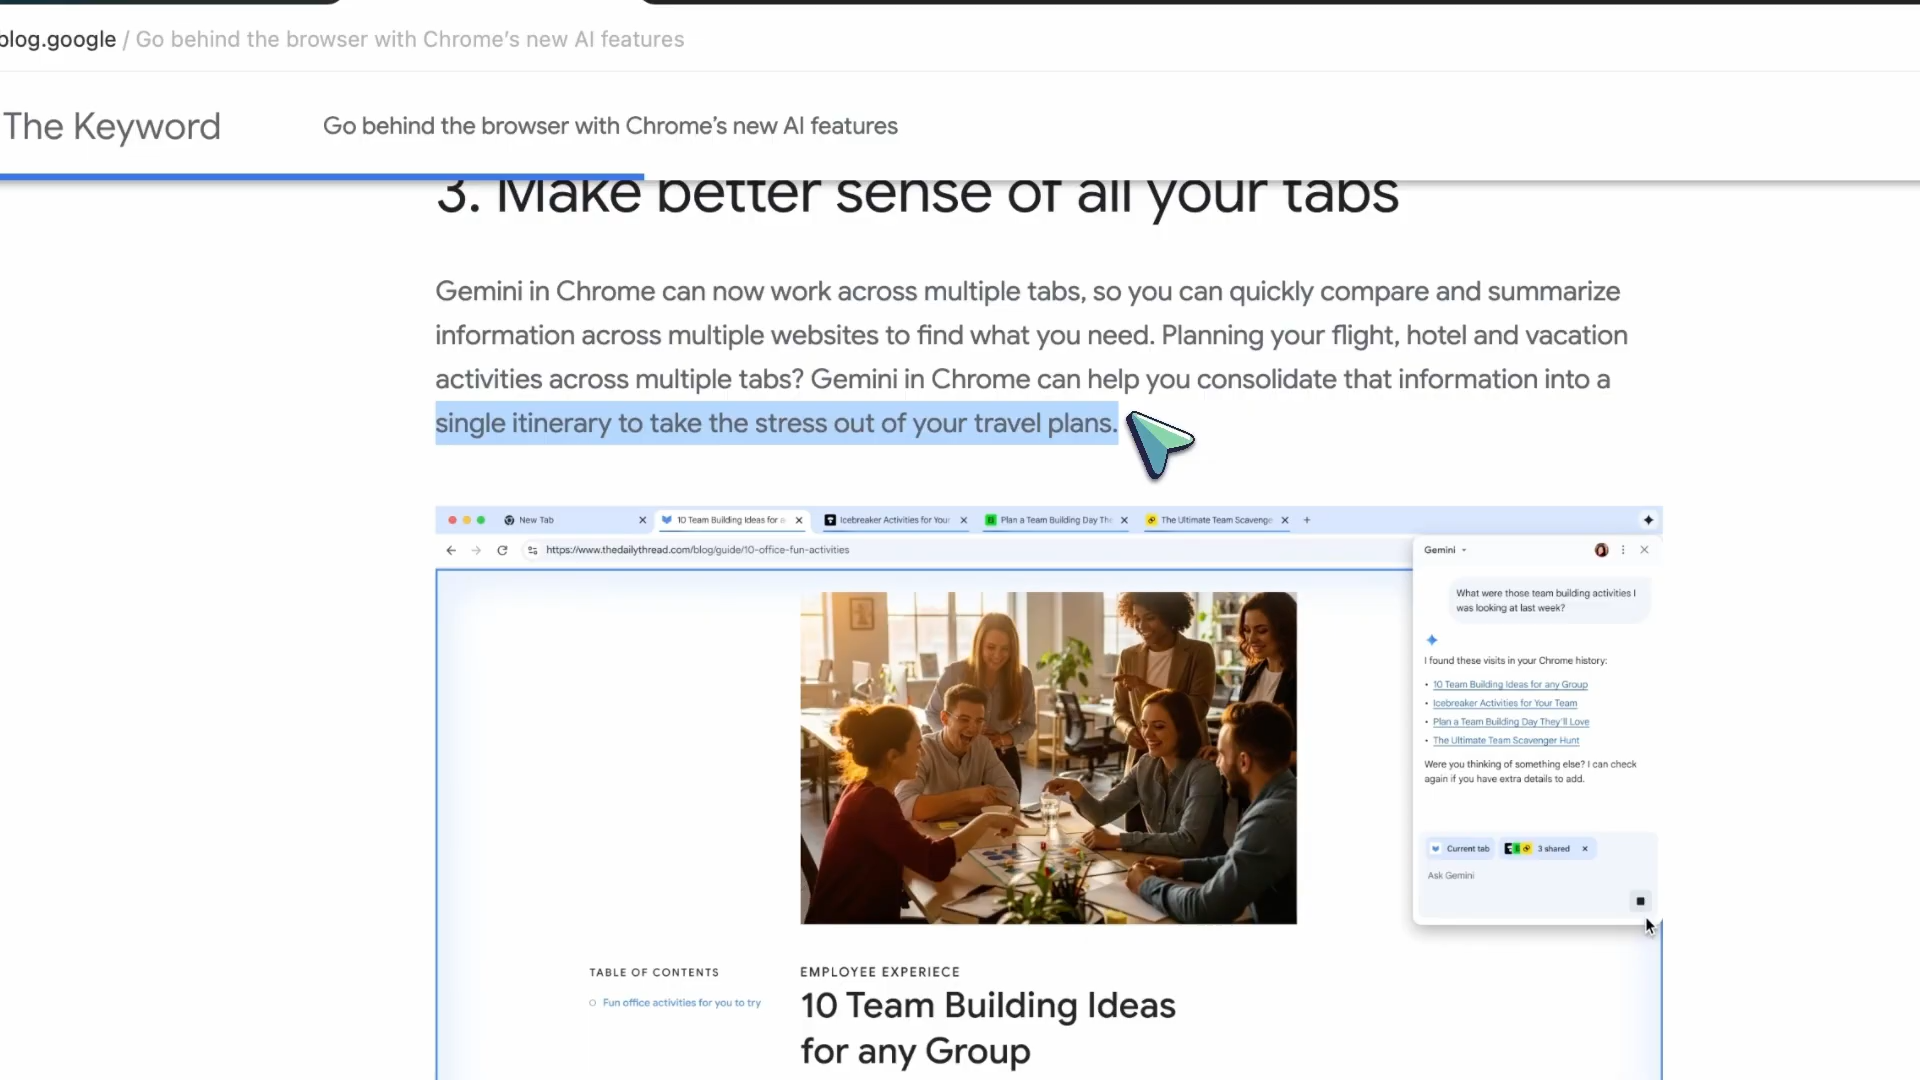 blog.google / Go behind the browser with Chrome's new AI features
The Keyword
Go behind the browser with Chrome's new AI features
3. Make better sense of all your tabs
Gemini in Chrome can now work across multiple tabs, so you can quickly compare and summarize
information across multiple websites to find what you need. Planning your flight, hotel and vacation
activities across multiple tabs? Gemini in Chrome can help you consolidate that information into a
single itinerary to take the stress out of your travel plans.
New Tab
10 Team Building Ideas for
Icebreaker Activities for Your
Plan a Team Building Day The
The Ultimate Team Scavenge
https://www.thedailythread.com/blog/guide/10-office-fun-activities
Gemini
What were those team building activities I
was looking at last week?
I found these visits in your Chrome history:
• 10 Team Building Ideas for any Group
• Icebreaker Activities for Your Team
• Plan a Team Building Day They'll Love
• The Ultimate Team Scavenger Hunt
Were you thinking of something else? I can check
again if you have extra details to add.
Current tab
3 shared
Ask Gemini
TABLE OF CONTENTS
Fun office activities for you to try
EMPLOYEE EXPERIECE
10 Team Building Ideas
for any Group